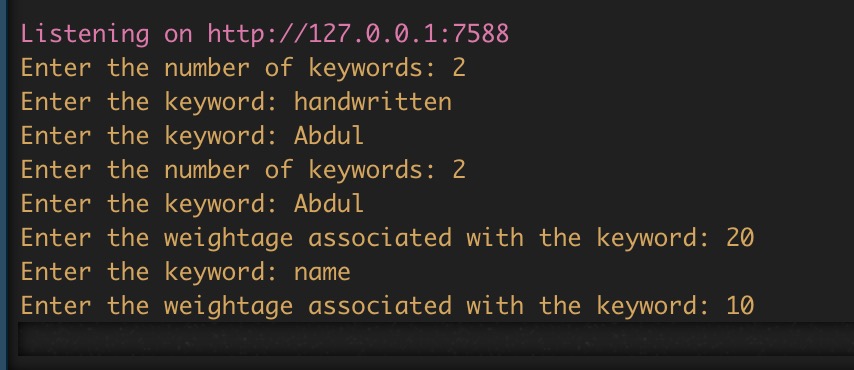 Listening on http://127.0.0.1:7588
Enter the number of keywords: 2
Enter the keyword: handwritten
Enter the keyword: Abdul
Enter the number of keywords: 2
Enter the keyword: Abdul
Enter the weightage associated with the keyword: 20
Enter the keyword: name
Enter the weightage associated with the keyword: 10